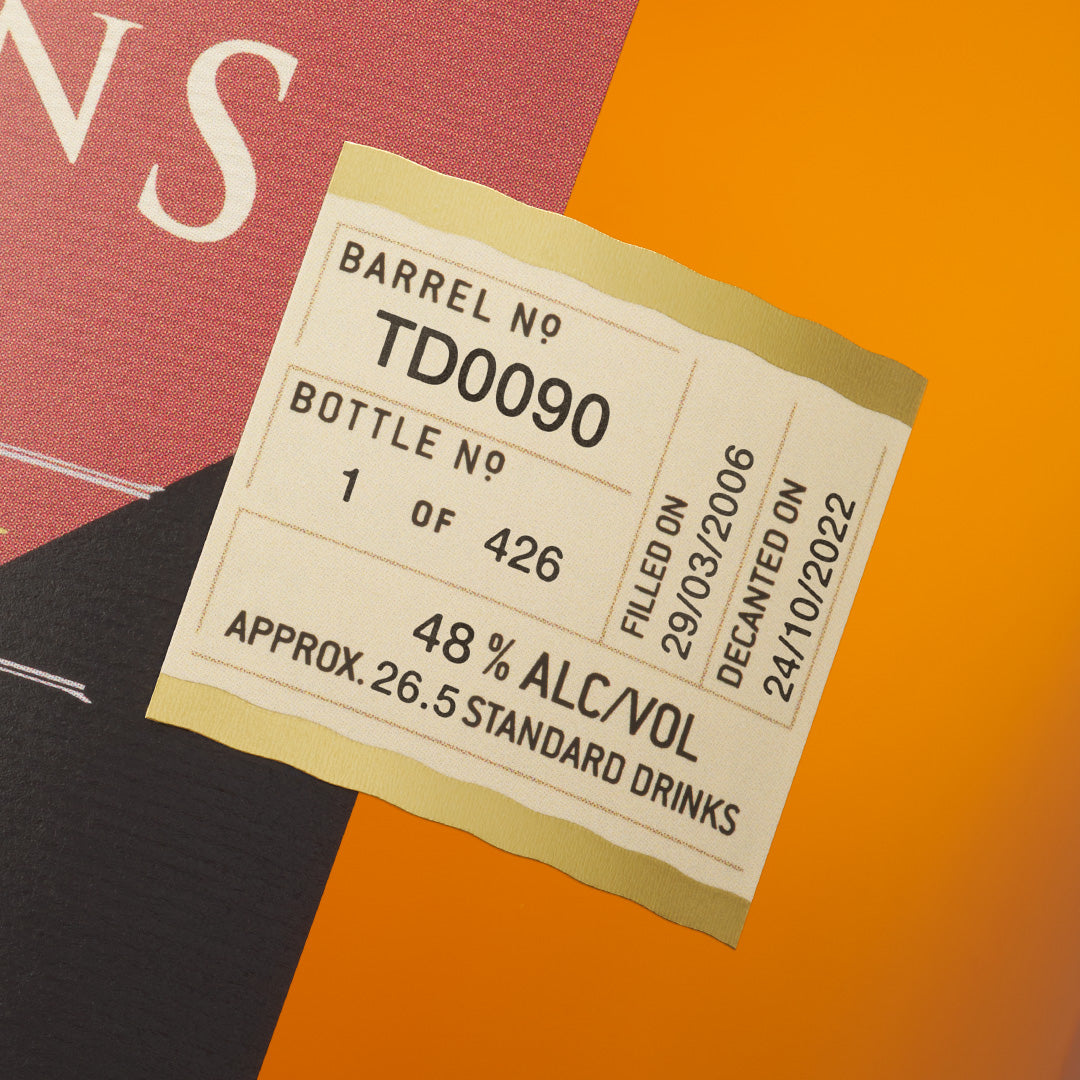 NS
BARREL Nº
TD0090
BOTTLE Nº
1 OF 426
FILLED ON
29/03/2006
DECANTED ON
24/10/2022
48% ALC/VOL
APPROX. 26.5 STANDARD DRINKS